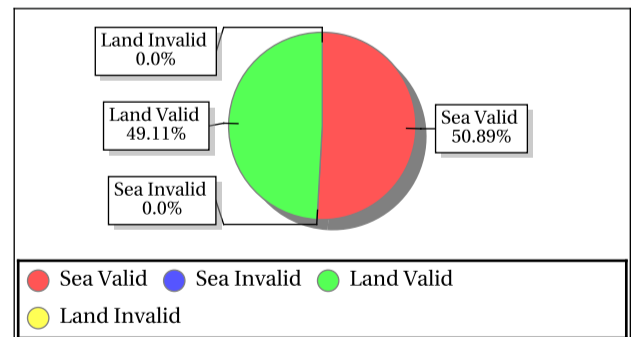 Land Invalid
0.0%
Land Valid
49.11%
Sea Valid
50.89%
Sea Invalid
0.0%
Sea Valid Sea Invalid Land Valid
Land Invalid